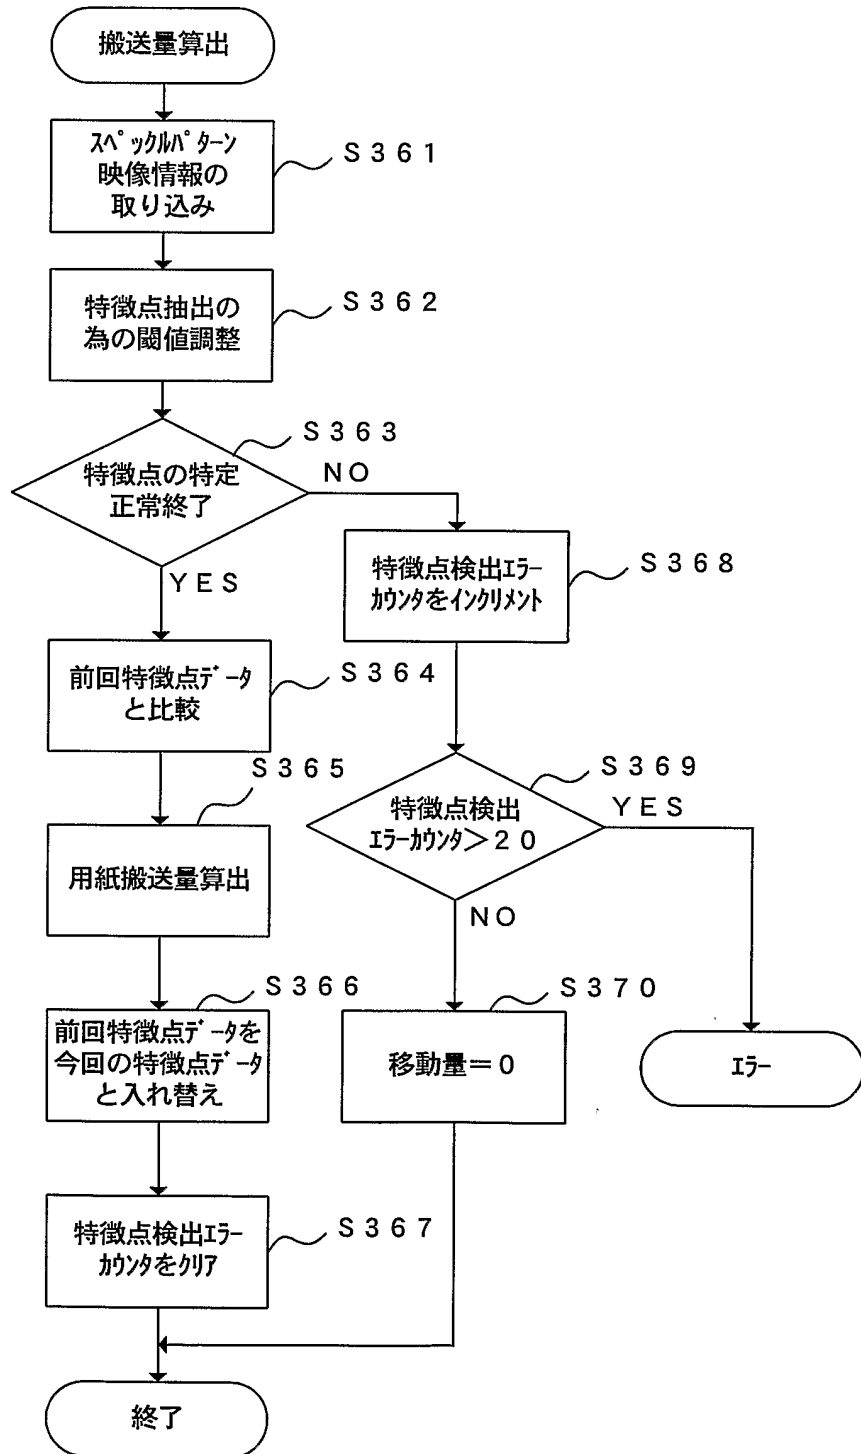 搬送量算出
スペックルパターン
映像情報の
取り込み
S361
特徴点抽出の
為の閾値調整
S362
特徴点の特定
正常終了
S363
NO
YES
特徴点検出エラー
カウンタをインクリメント
S368
前回特徴点データ
と比較
S364
特徴点検出
エラーカウンタ>20
S369
YES
NO
用紙搬送量算出
S365
前回特徴点データを
今回の特徴点データ
と入れ替え
S366
移動量=0
S370
エラー
特徴点検出エラー
カウンタをクリア
S367
終了